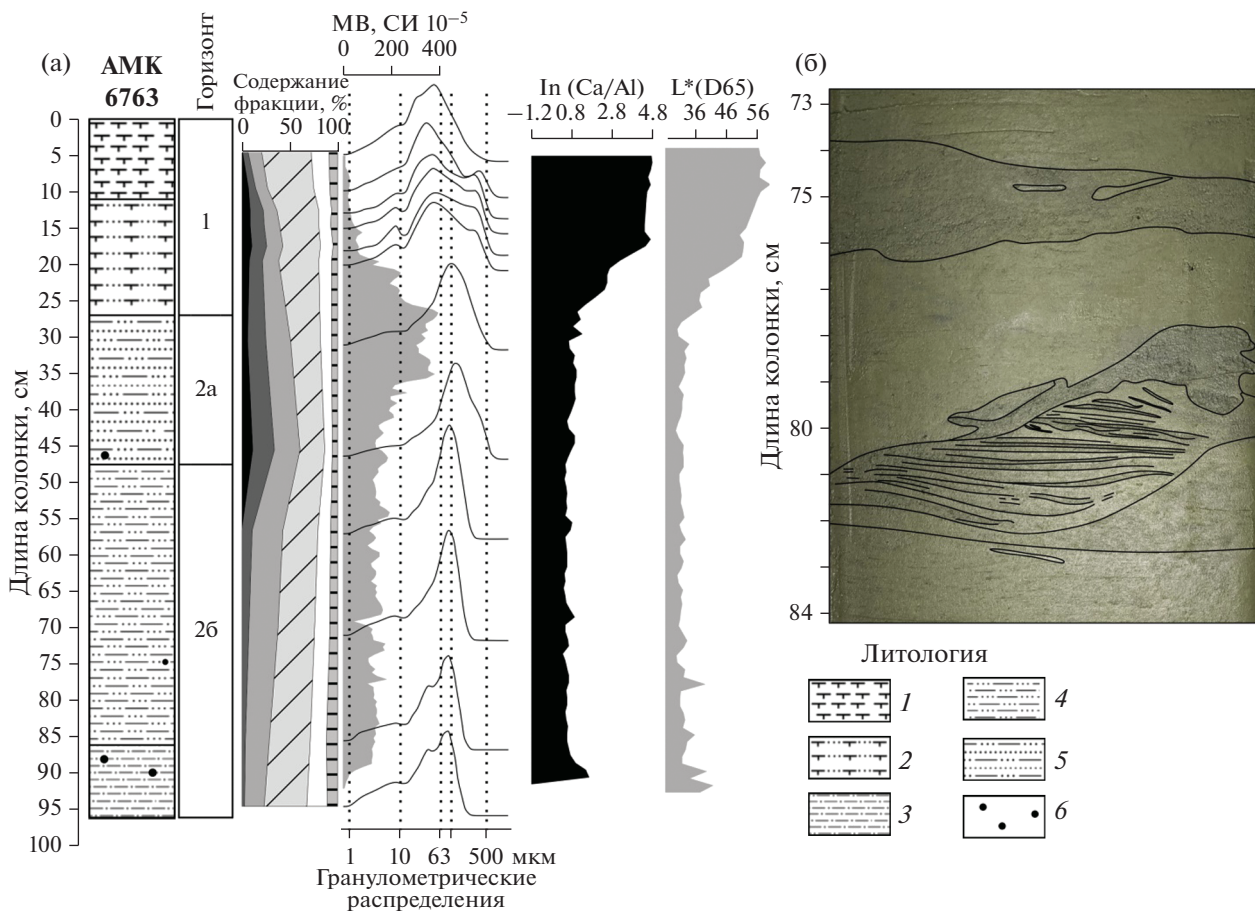 (а)
АМК
6763
Горизонт
Содержание
фракции, %
0 50 100
МВ, СИ 10⁻⁵
0 200 400
In (Ca/Al)
−1.2 0.8 2.8 4.8
L*(D65)
36 46 56
Длина колонки, см
0
5
10
15
20
25
30
35
40
45
50
55
60
65
70
75
80
85
90
95
100
1
2а
2б
1 10 63 500 мкм
Гранулометрические
распределения
(б)
Длина колонки, см
73
75
80
84
Литология
1
2
3
4
5
6